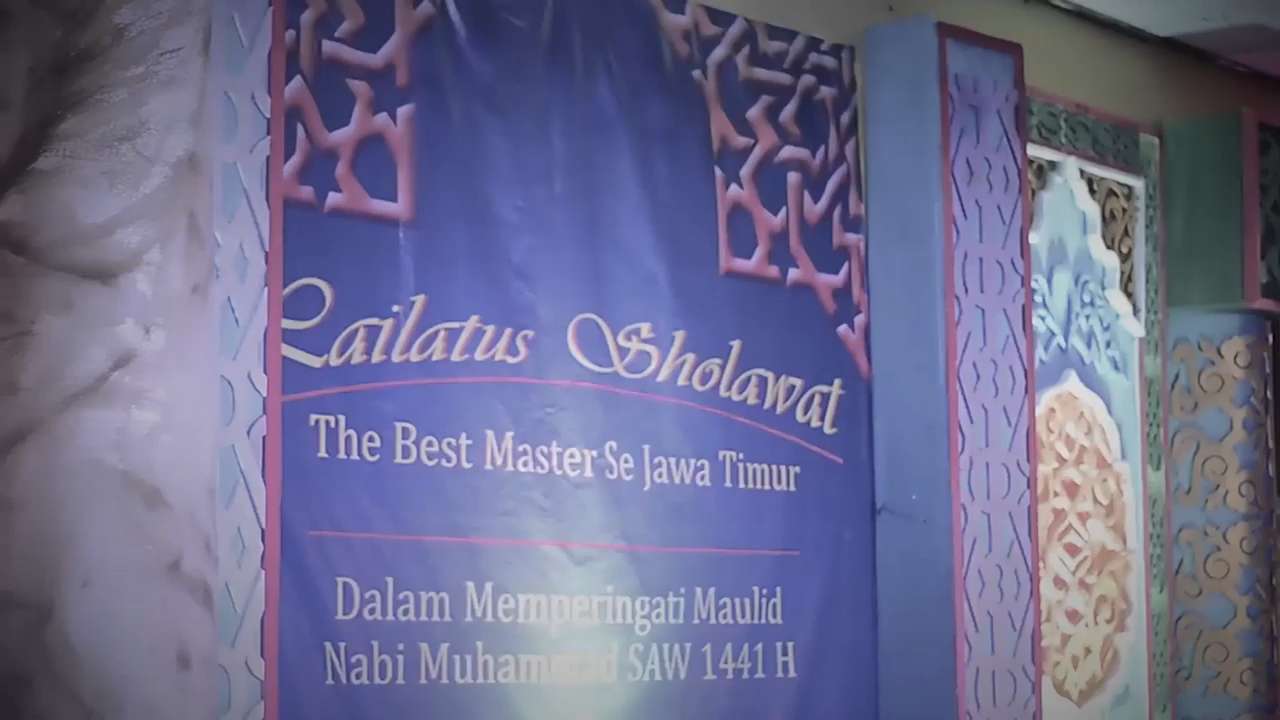 Lailatus Sholawat
The Best Master Se Jawa Timur
Dalam Memperingati Maulid
Nabi Muhammad SAW 1441 H